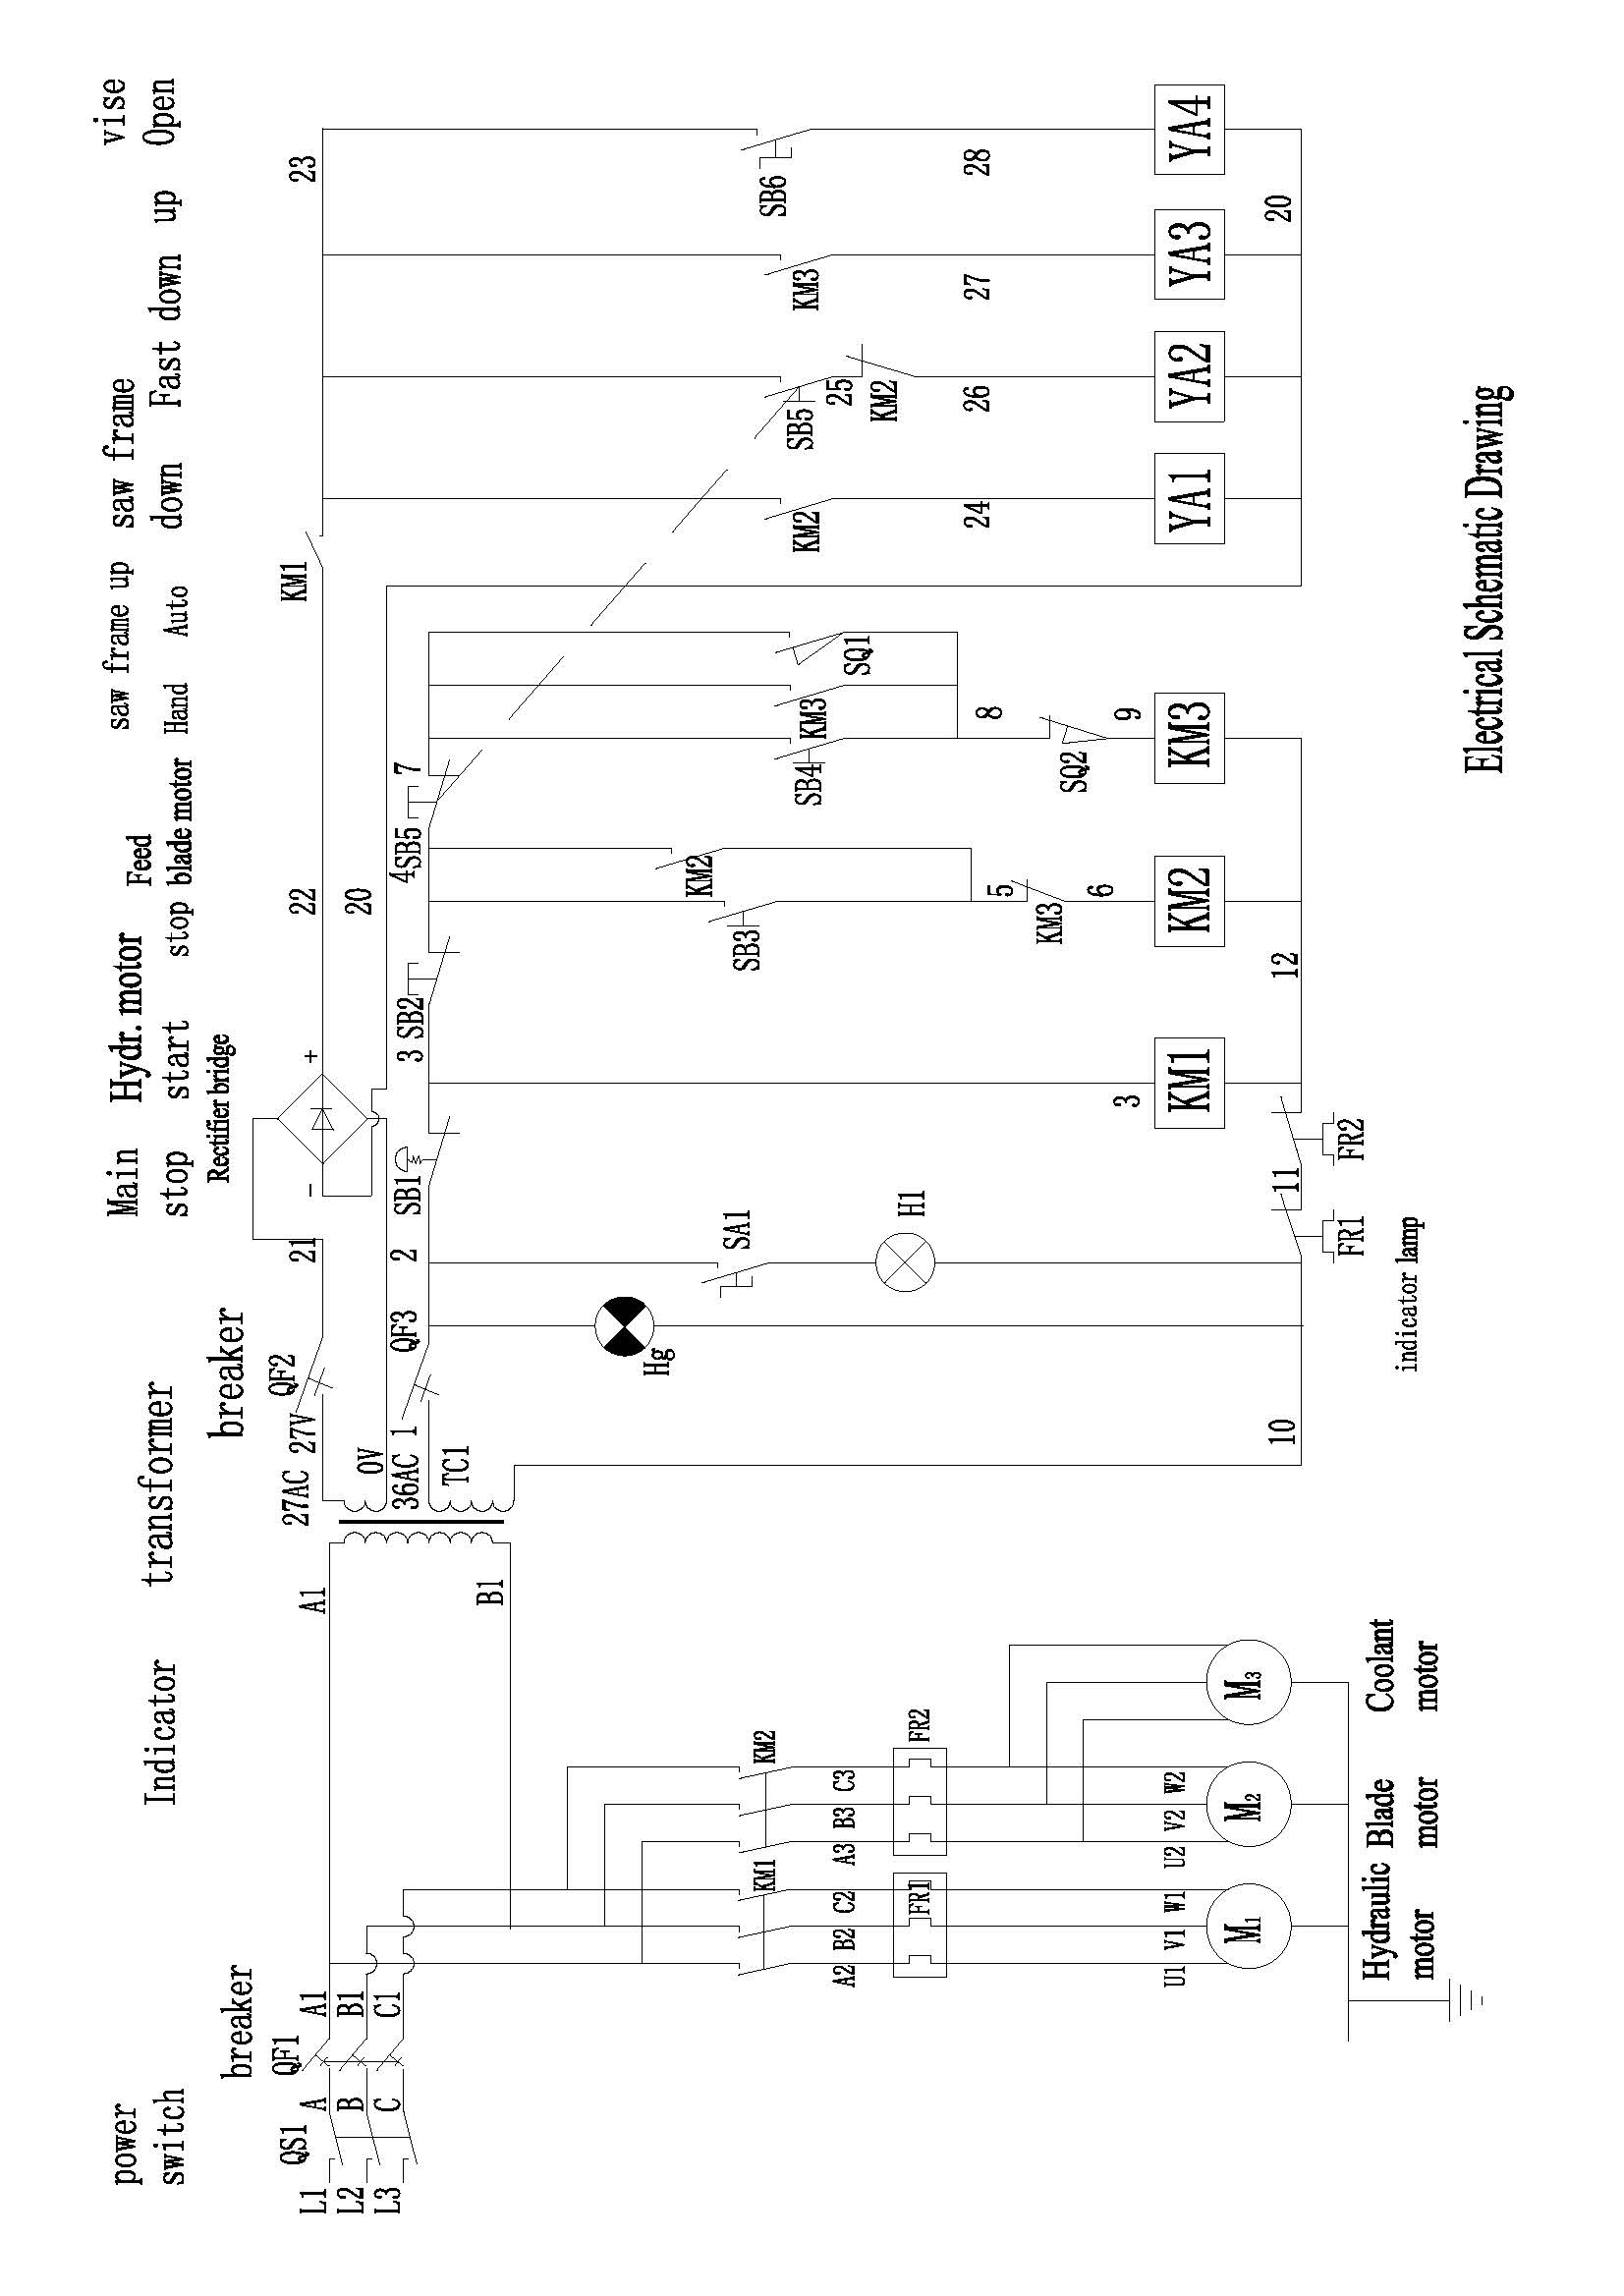 power
switch
Indicator
transformer
Main
stop
Hydr. motor
start
stop
Feed
blade motor
saw frame up
Hand
Auto
saw frame
down
Fast down
up
vise
Open
breaker
breaker
Rectifier bridge
QS1
QF1
L1
L2
L3
A
B
C
A1
B1
C1
A1
B1
27AC
27V
0V
36AC
1
TC1
QF2
QF3
21
-
+
22
20
KM1
23
2
SB1
3
SB2
4
SB5
7
Hg
SA1
H1
SB3
KM2
SB4
KM3
SQ1
KM2
SB5
25
KM2
KM3
SB6
5
KM3
6
8
SQ2
9
3
24
26
27
28
KM1
KM2
KM3
YA1
YA2
YA3
YA4
10
FR1
11
FR2
12
20
indicator lamp
KM1
KM2
A2
B2
C2
A3
B3
C3
FR1
FR2
U1
V1
W1
U2
V2
W2
M1
M2
M3
Hydraulic
motor
Blade
motor
Coolant
motor
Electrical Schematic Drawing